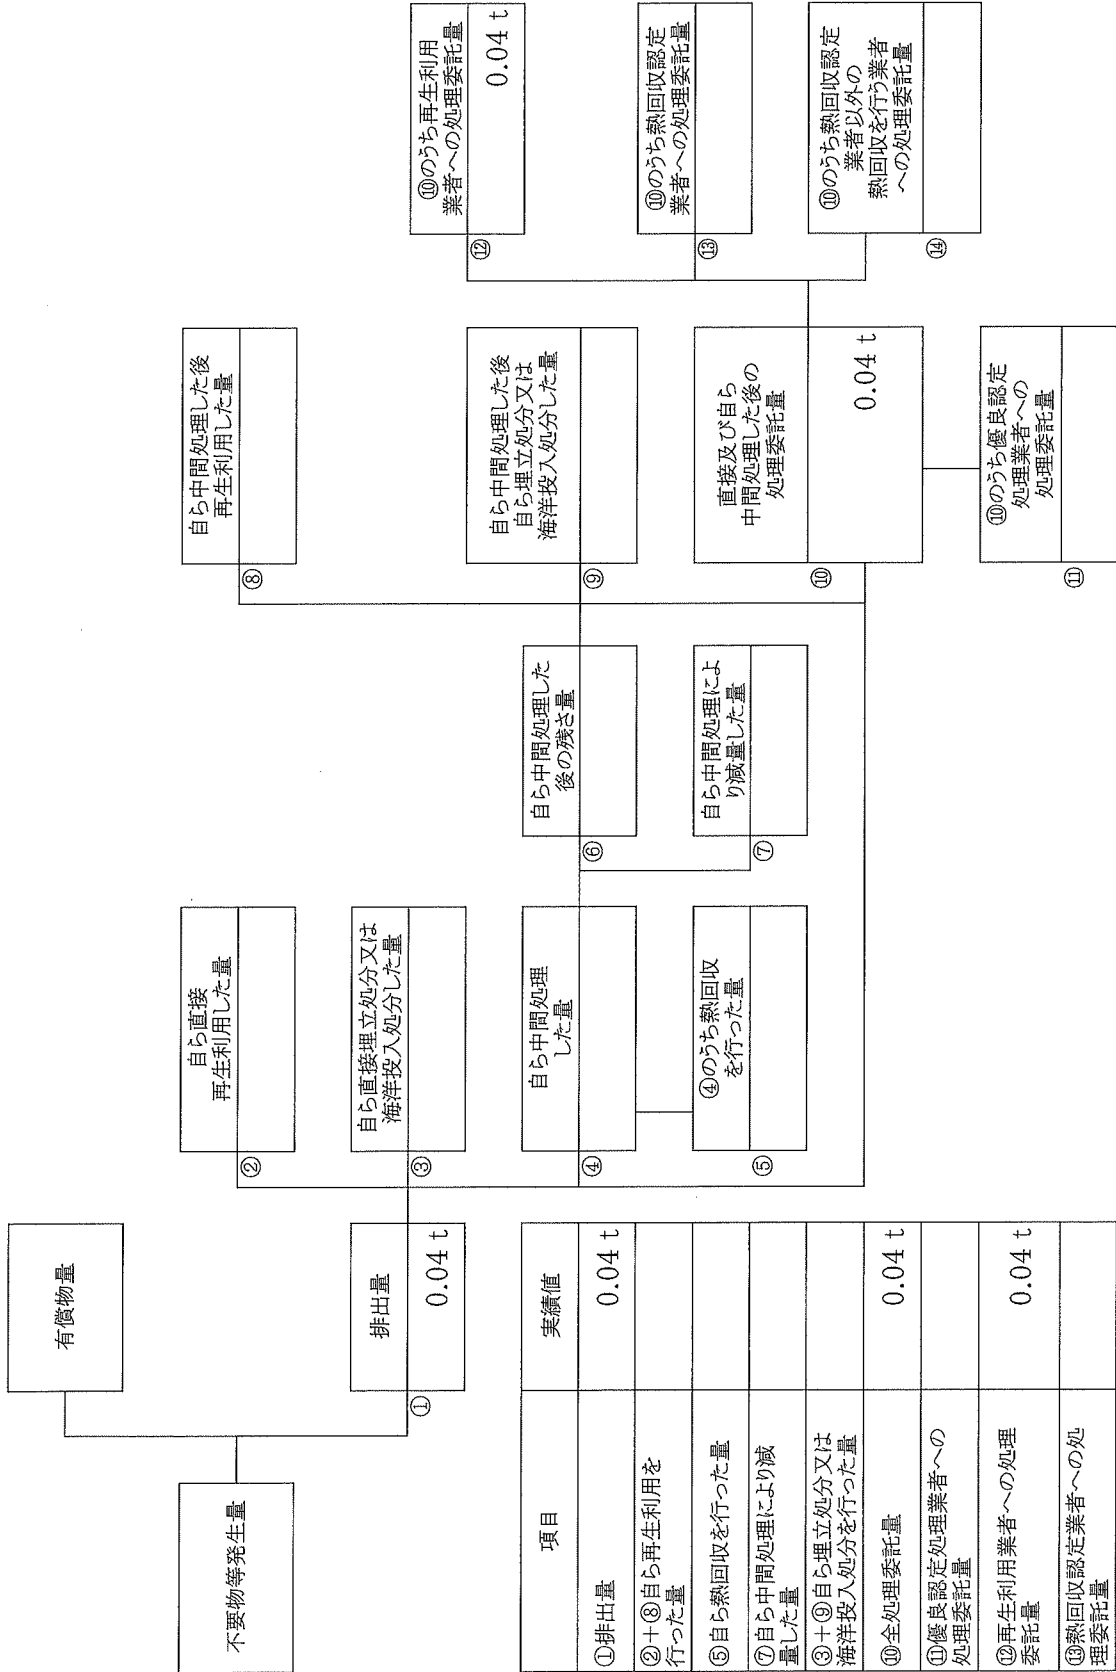 不要物等発生量
有償物量
排出量
①
0.04 t
自ら直接
再生利用した量
②
自ら直接埋立処分又は
海洋投入処分した量
③
自ら中間処理
した量
④
④のうち熱回収
を行った量
⑤
自ら中間処理した
後の残さ量
⑥
自ら中間処理によ
り減量した量
⑦
自ら中間処理した後
再生利用した量
⑧
自ら中間処理した後
自ら埋立処分又は
海洋投入処分した量
⑨
直接及び自ら
中間処理した後の
処理委託量
⑩
0.04 t
⑩のうち優良認定
処理業者への
処理委託量
⑪
⑩のうち再生利用
業者への処理委託量
⑫
0.04 t
⑩のうち熱回収認定
業者への処理委託量
⑬
⑩のうち熱回収認定
業者以外の
熱回収を行う業者
への処理委託量
⑭
項目 実績値
①排出量 0.04 t
②+⑧自ら再生利用を
行った量
⑤自ら熱回収を行った量
⑦自ら中間処理により減
量した量
③+⑨自ら埋立処分又は
海洋投入処分を行った量
⑩全処理委託量 0.04 t
⑪優良認定処理業者への
処理委託量
⑫再生利用業者への処理
委託量 0.04 t
⑬熱回収認定業者への処
理委託量